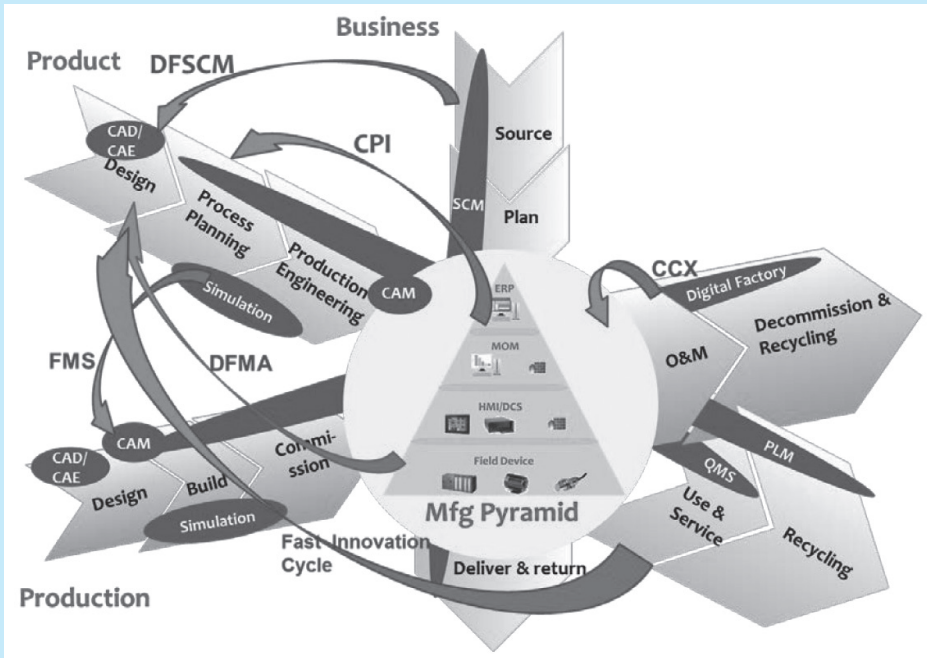 Business
Product
DFSCM
CAD/
CAE
Design
CPI
Source
Process
Planning
SCM
Plan
Production
Engineering
Simulation
CAM
ERP
CCX
Digital Factory
Decommission &
Recycling
O&M
MOM
FMS
DFMA
HMI/DCS
CAM
Commi-
ssion
CAD/
CAE
Design
Build
Simulation
Field Device
Mfg Pyramid
PLM
QMS
Use &
Service
Recycling
Fast Innovation
Cycle
Deliver & return
Production